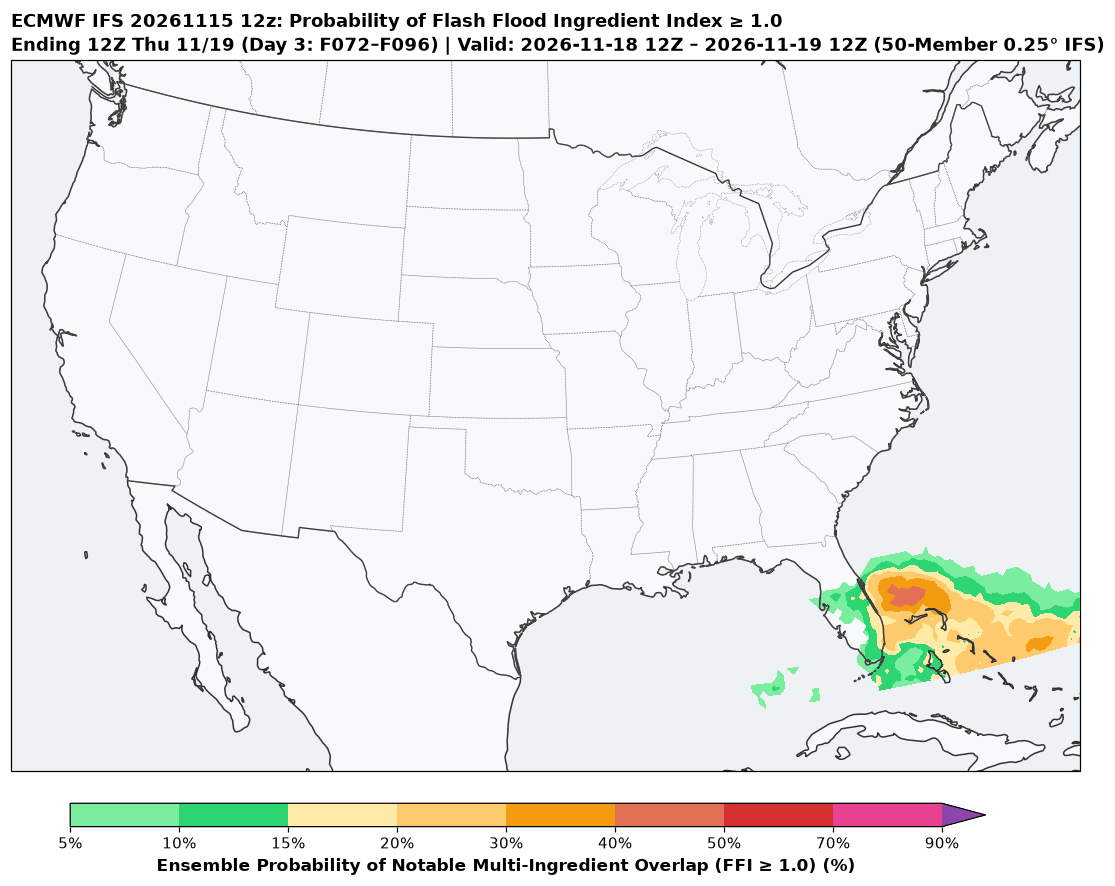 ECMWF IFS 20261115 12z: Probability of Flash Flood Ingredient Index ≥ 1.0
Ending 12Z Thu 11/19 (Day 3: F072–F096) | Valid: 2026-11-18 12Z – 2026-11-19 12Z (50-Member 0.25° IFS)
5% 10% 15% 20% 30% 40% 50% 70% 90%
Ensemble Probability of Notable Multi-Ingredient Overlap (FFI ≥ 1.0) (%)